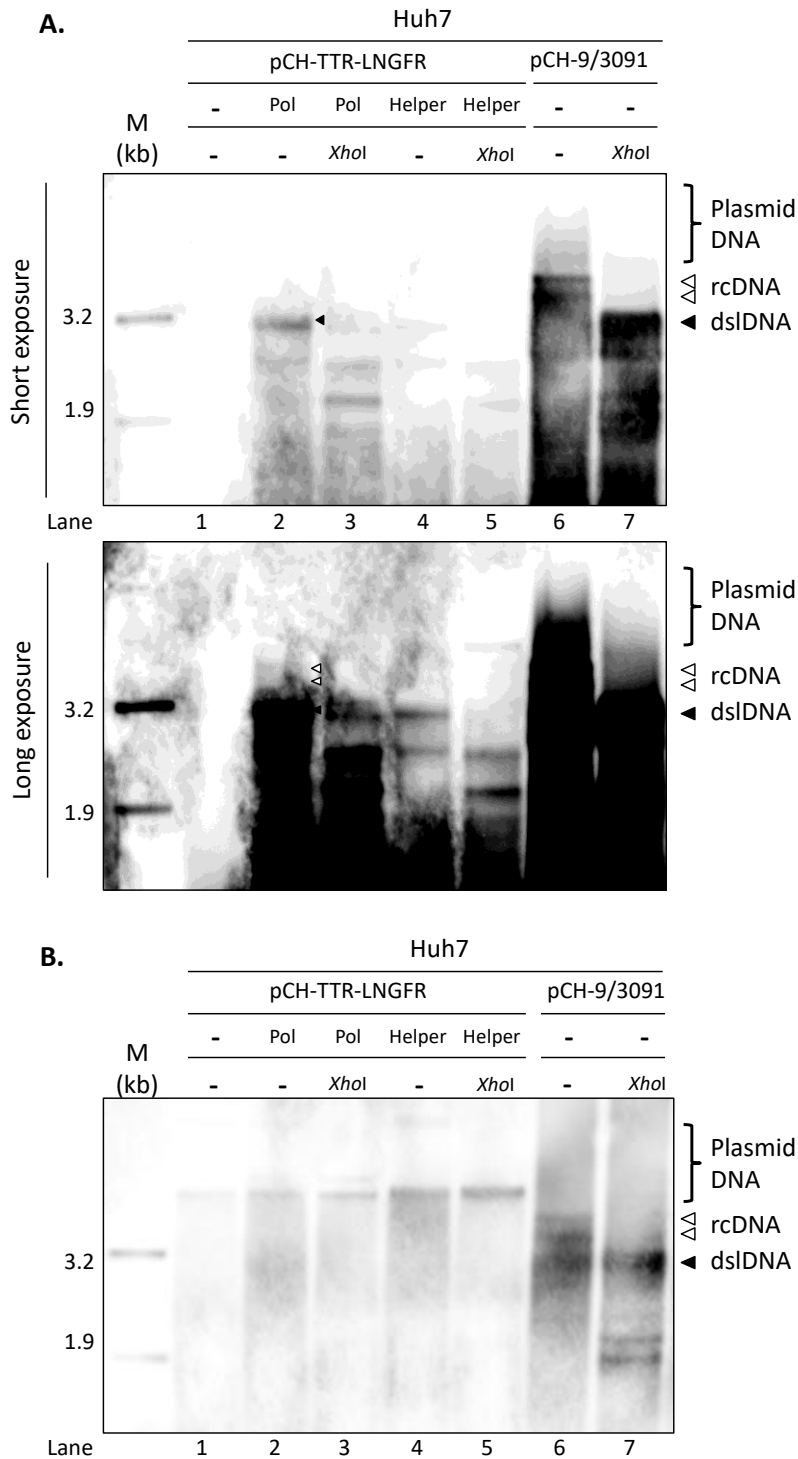 A.
Huh7
pCH-TTR-LNGFR pCH-9/3091
- Pol Pol Helper Helper - -
M
(kb)
- - XhoI - XhoI - XhoI
Short exposure
3.2
1.9
Plasmid
DNA
rcDNA
dslDNA
Lane 1 2 3 4 5 6 7
Long exposure
3.2
1.9
Plasmid
DNA
rcDNA
dslDNA
B.
Huh7
pCH-TTR-LNGFR pCH-9/3091
- Pol Pol Helper Helper - -
M
(kb)
- - XhoI - XhoI - XhoI
3.2
1.9
Plasmid
DNA
rcDNA
dslDNA
Lane 1 2 3 4 5 6 7